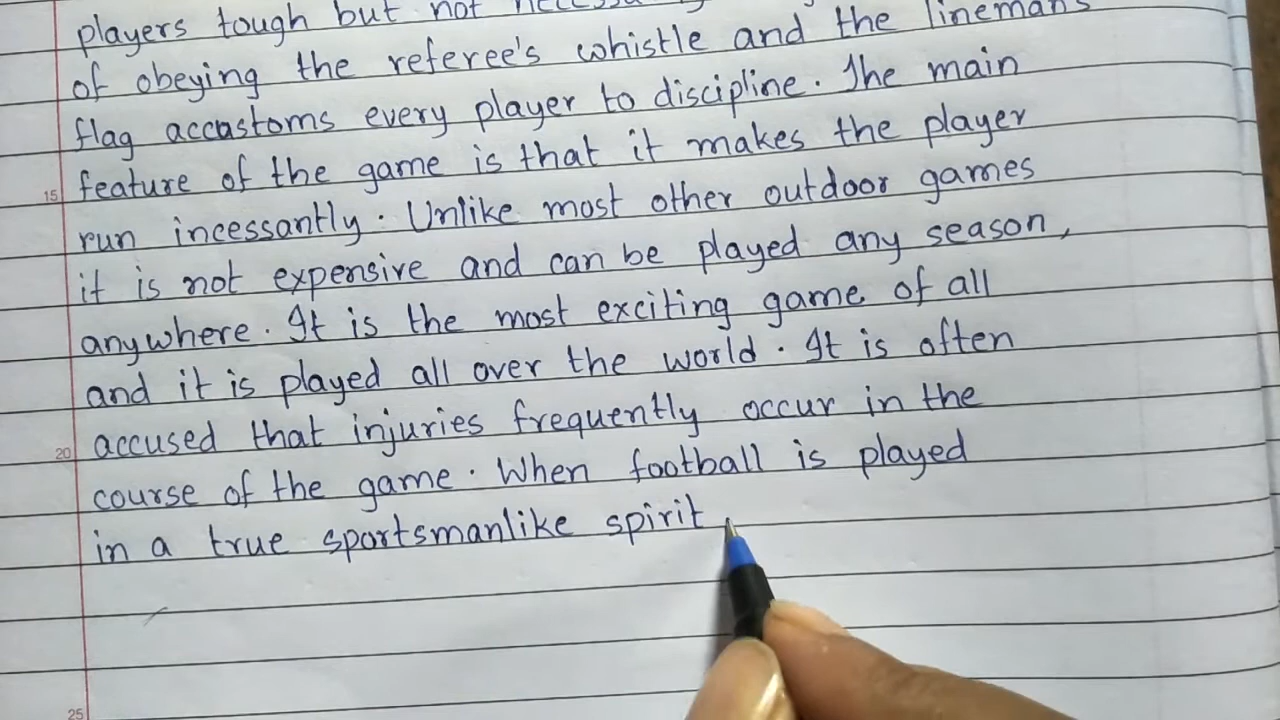 players tough but not
of obeying the referee's whistle and the lineman's
flag accustoms every player to discipline. The main
feature of the game is that it makes the player
15
run incessantly. Unlike most other outdoor games
it is not expensive and can be played any season,
anywhere. It is the most exciting game of all
and it is played all over the world. It is often
accused that injuries frequently occur in the
20
course of the game. When football is played
in a true sportsmanlike spirit
25